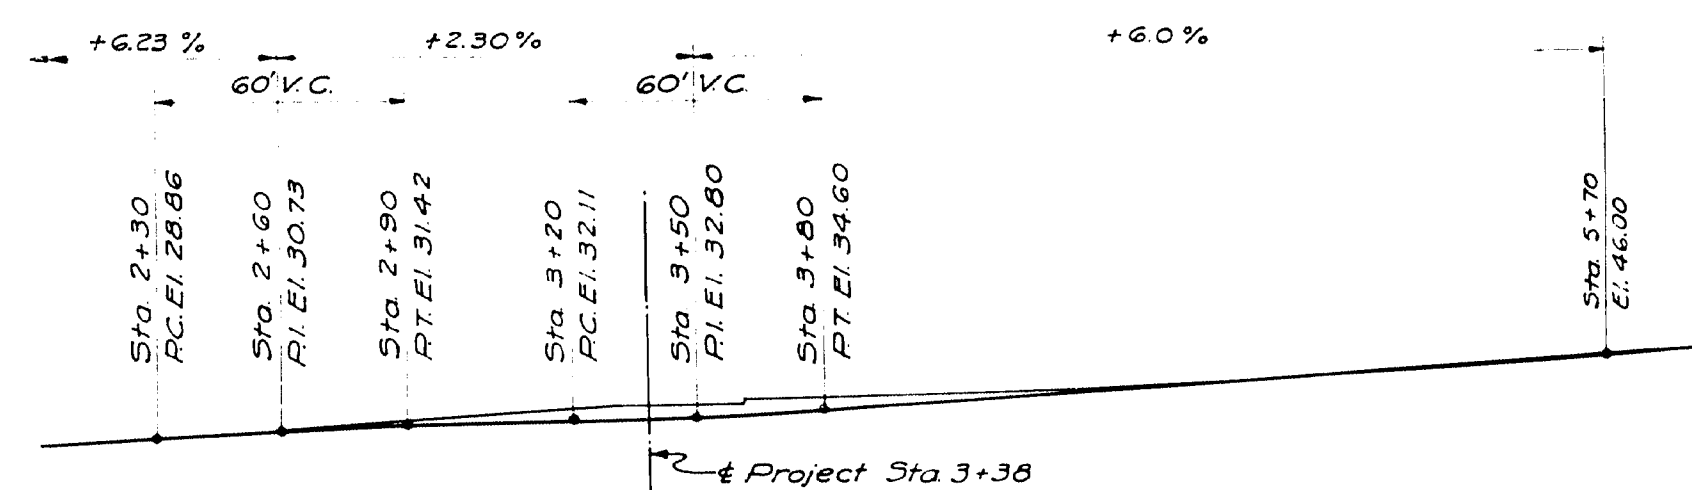 +6.23 %
+2.30%
+6.0%
60' V.C.
60' V.C.
Sta. 2+30
P.C. El. 28.86
Sta. 2+60
P.I. El. 30.73
Sta. 2+90
P.T. El. 31.42
Sta. 3+20
P.C. El. 32.11
Sta. 3+50
P.I. El. 32.80
Sta. 3+80
P.T. El. 34.60
Sta. 5+70
El. 46.00
℄ Project Sta. 3+38